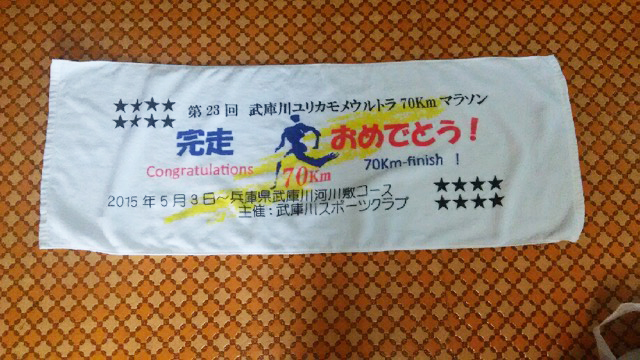 ★★★★ 第23回 武庫川ユリカモメウルトラ70Kmマラソン
★★★★
完走 おめでとう!
Congratulations 70Km 70Km-finish !
2015年5月3日~兵庫県武庫川河川敷コース ★★★★
主催:武庫川スポーツクラブ ★★★★